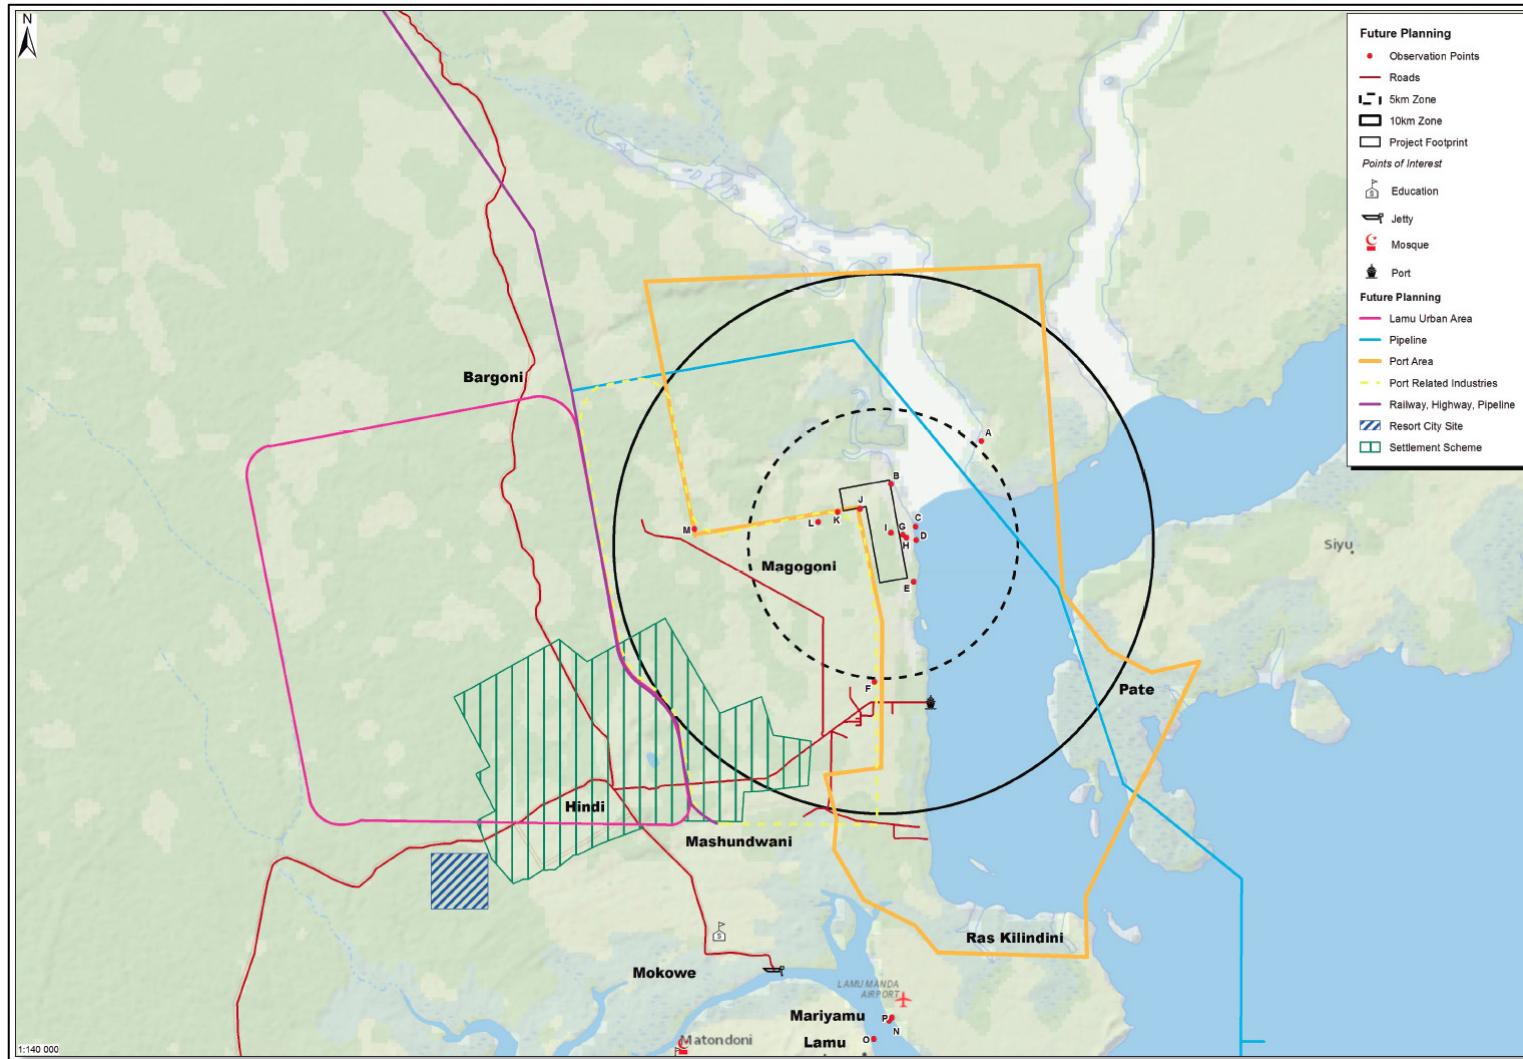 N
Future Planning
Observation Points
Roads
5km Zone
10km Zone
Project Footprint
Points of Interest
Education
Jetty
Mosque
Port
Future Planning
Lamu Urban Area
Pipeline
Port Area
Port Related Industries
Railway, Highway, Pipeline
Resort City Site
Settlement Scheme
Bargoni
A
B
J
K
L
M
C
G
I
D
H
Siyu
Magogoni
E
F
Pate
Hindi
Mashundwani
Ras Kilindini
Mokowe
LAMU MANDA
AIRPORT
Mariyamu
P
N
Matondoni
Lamu
O
1:140 000